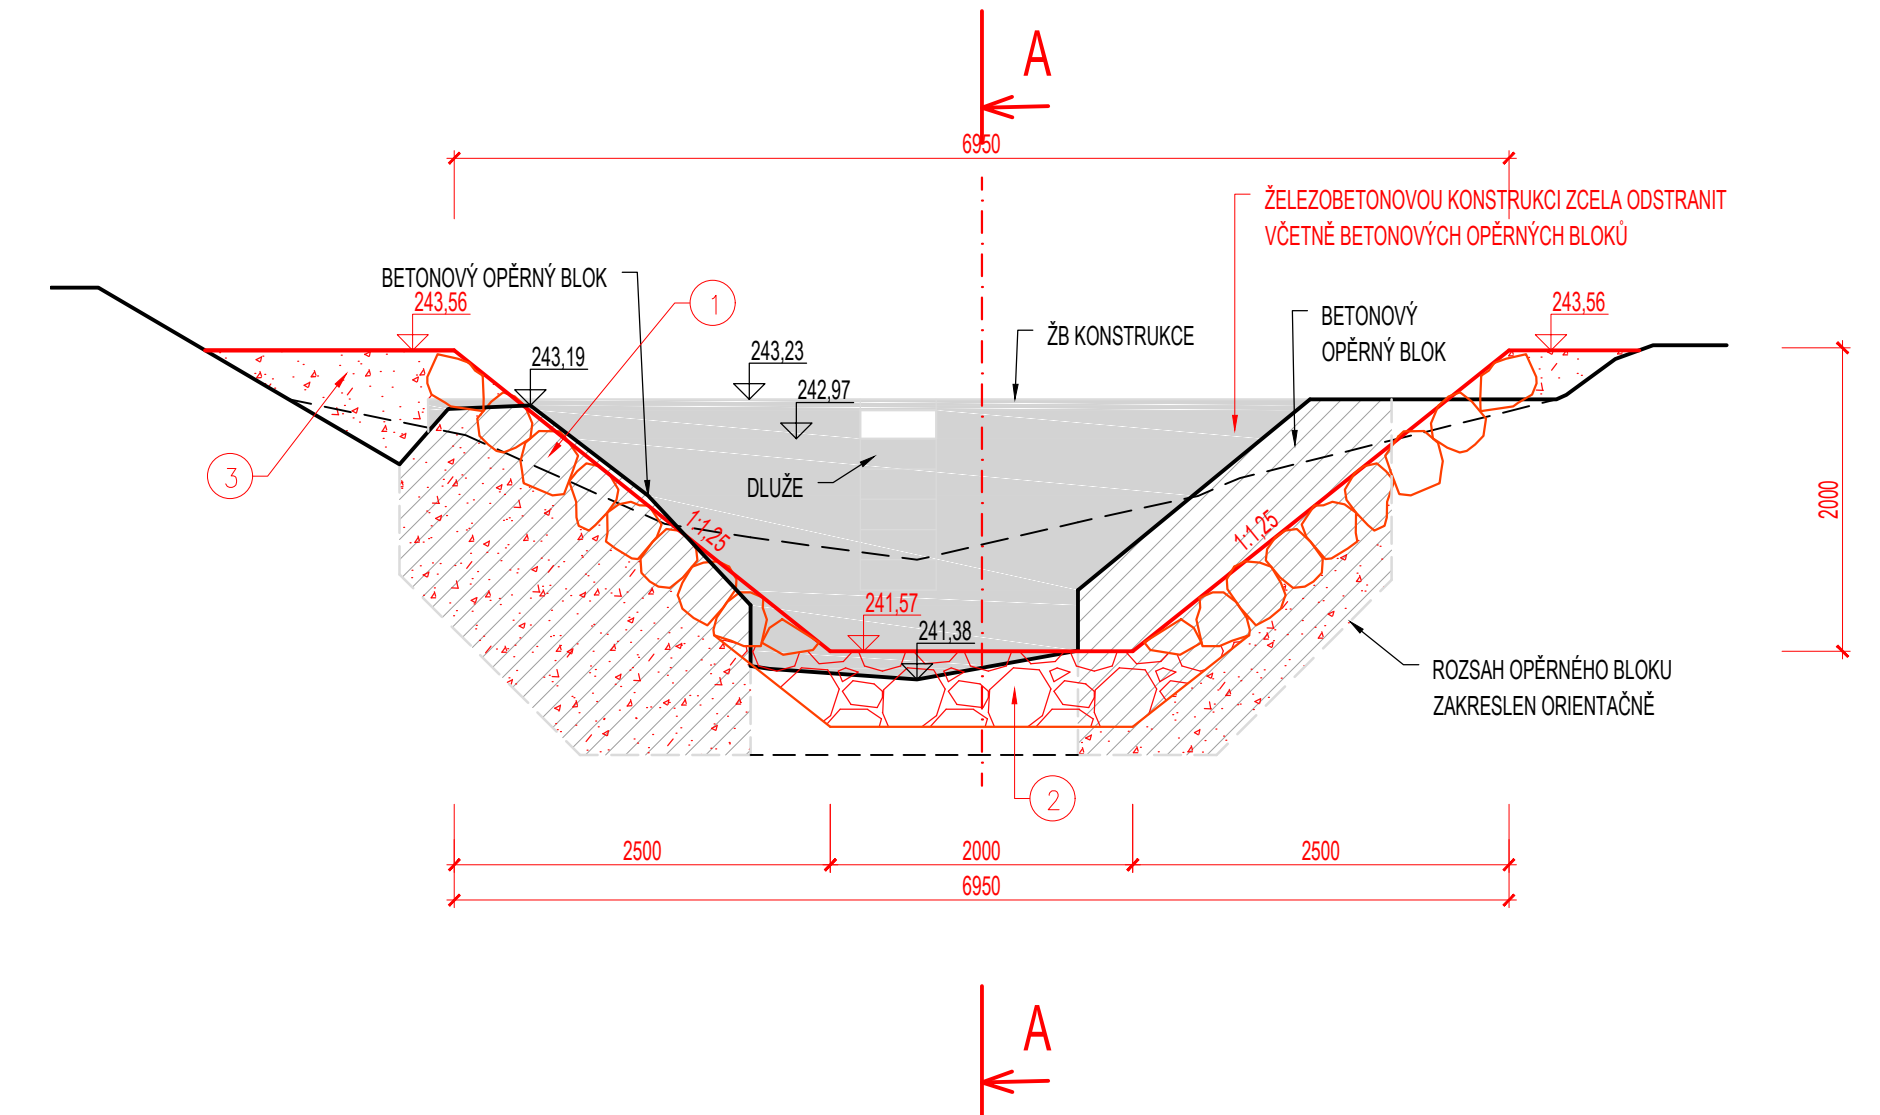 A
6950
ŽELEZOBETONOVOU KONSTRUKCI ZCELA ODSTRANIT
VČETNĚ BETONOVÝCH OPĚRNÝCH BLOKŮ
BETONOVÝ OPĚRNÝ BLOK
1
243,56
243,56
BETONOVÝ
OPĚRNÝ BLOK
ŽB KONSTRUKCE
243,19
243,23
242,97
3
DLUŽE
2000
1:1,25
1:1,25
241,57
241,38
ROZSAH OPĚRNÉHO BLOKU
ZAKRESLEN ORIENTAČNĚ
2
2500
2000
2500
6950
A